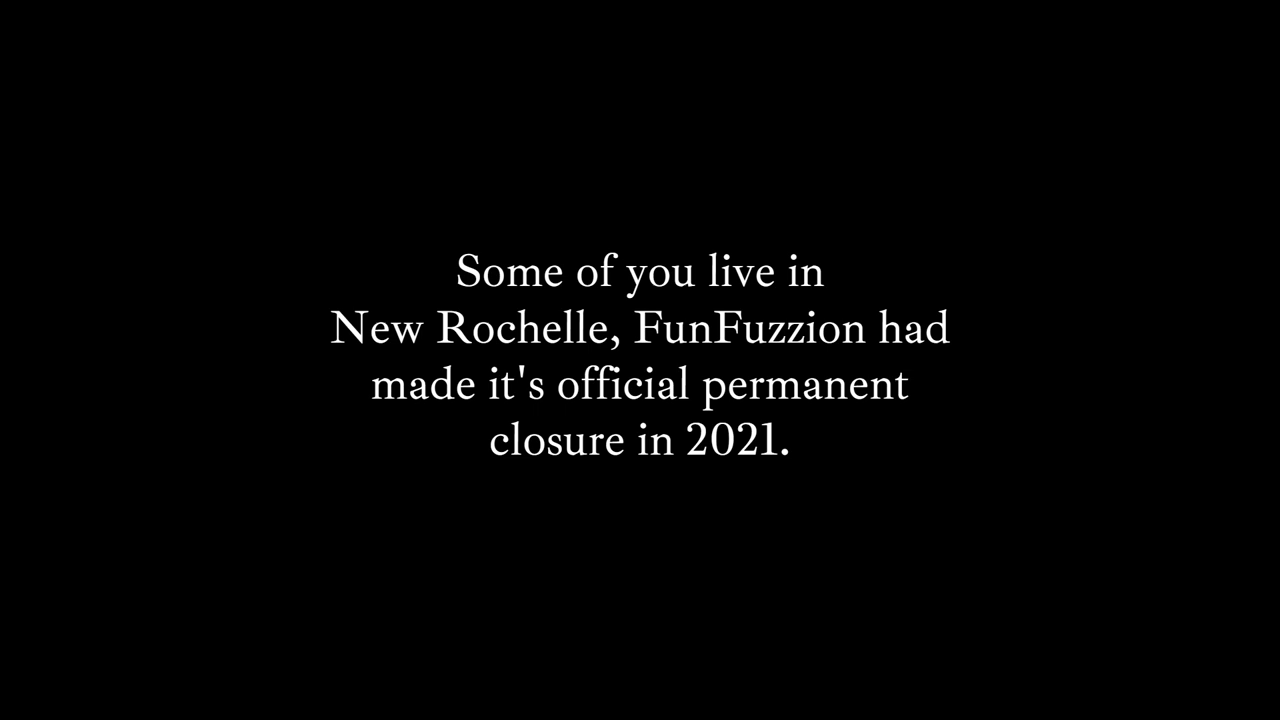 Some of you live in
New Rochelle, FunFuzzion had
made it's official permanent
closure in 2021.